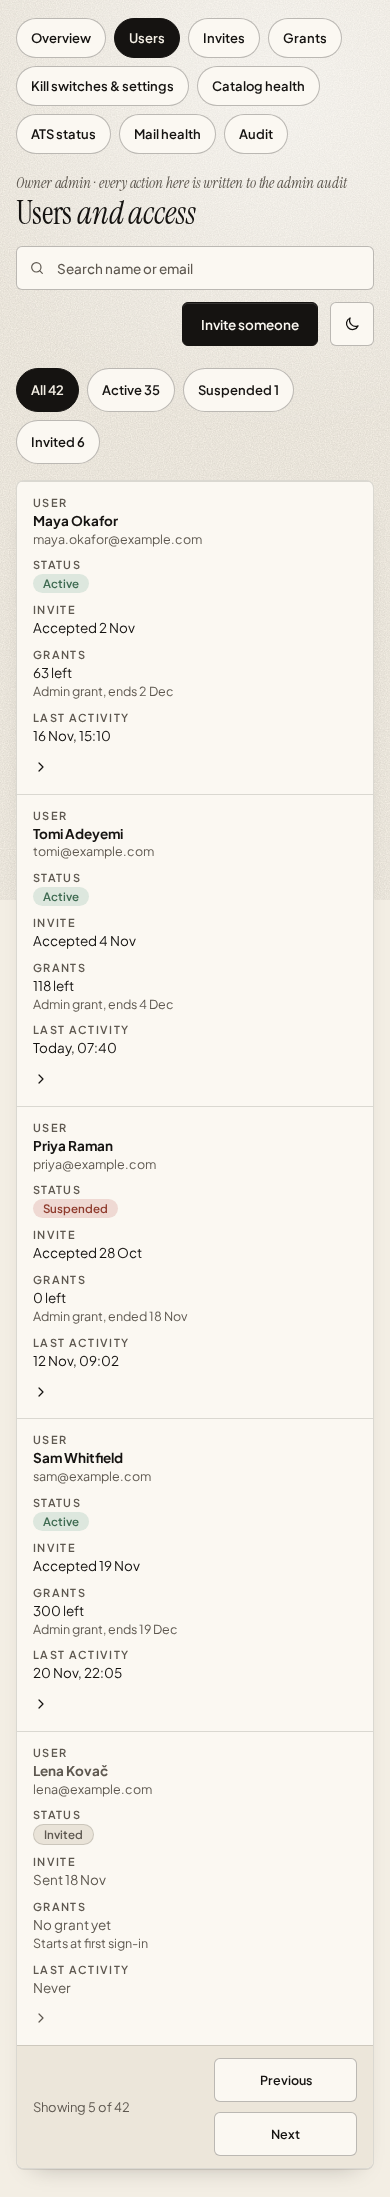 Overview Users Invites Grants
Kill switches & settings Catalog health
ATS status Mail health Audit
Owner admin · every action here is written to the admin audit
Users and access
Search name or email
Invite someone
All 42 Active 35 Suspended 1
Invited 6
USER
Maya Okafor
maya.okafor@example.com
STATUS
Active
INVITE
Accepted 2 Nov
GRANTS
63 left
Admin grant, ends 2 Dec
LAST ACTIVITY
16 Nov, 15:10
USER
Tomi Adeyemi
tomi@example.com
STATUS
Active
INVITE
Accepted 4 Nov
GRANTS
118 left
Admin grant, ends 4 Dec
LAST ACTIVITY
Today, 07:40
USER
Priya Raman
priya@example.com
STATUS
Suspended
INVITE
Accepted 28 Oct
GRANTS
0 left
Admin grant, ended 18 Nov
LAST ACTIVITY
12 Nov, 09:02
USER
Sam Whitfield
sam@example.com
STATUS
Active
INVITE
Accepted 19 Nov
GRANTS
300 left
Admin grant, ends 19 Dec
LAST ACTIVITY
20 Nov, 22:05
USER
Lena Kovač
lena@example.com
STATUS
Invited
INVITE
Sent 18 Nov
GRANTS
No grant yet
Starts at first sign-in
LAST ACTIVITY
Never
Showing 5 of 42
Previous
Next